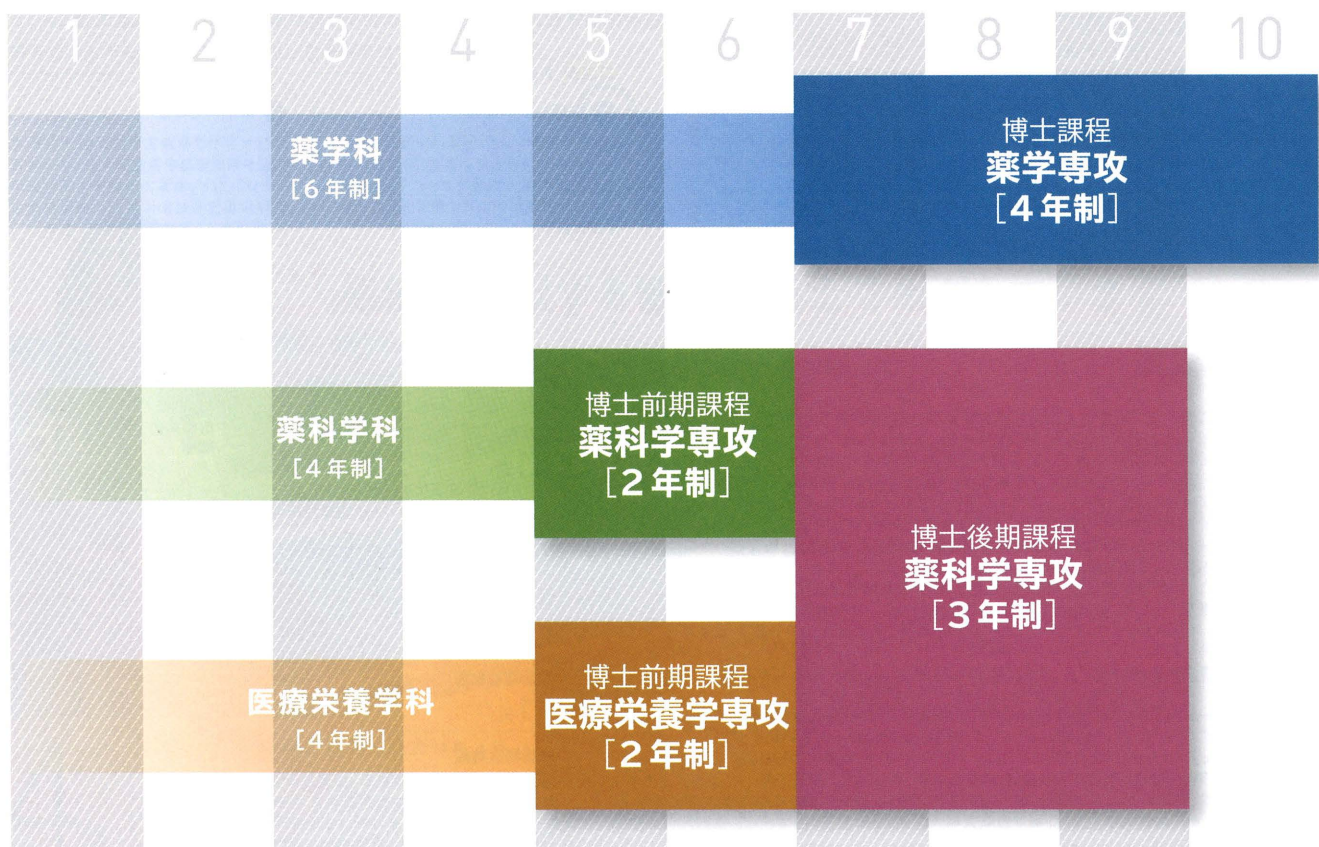 1 2 3 4 5 6 7 8 9 10
薬学科
[6年制]
博士課程
薬学専攻
[4年制]
薬科学科
[4年制]
博士前期課程
薬科学専攻
[2年制]
博士後期課程
薬科学専攻
[3年制]
医療栄養学科
[4年制]
博士前期課程
医療栄養学専攻
[2年制]